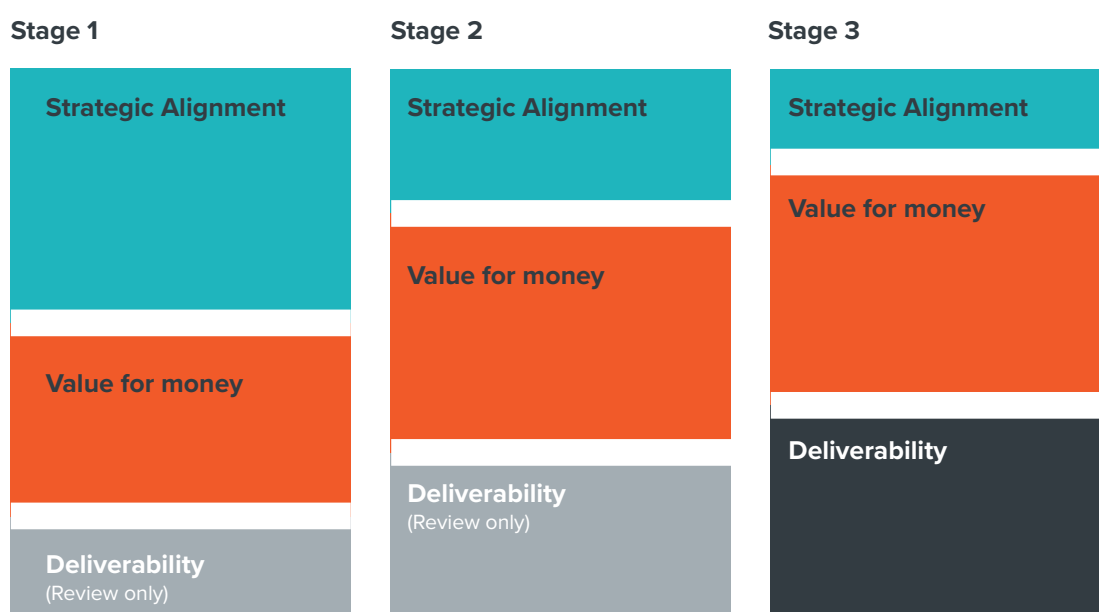 Stage 1
Strategic Alignment
Value for money
Deliverability
(Review only)
Stage 2
Strategic Alignment
Value for money
Deliverability
(Review only)
Stage 3
Strategic Alignment
Value for money
Deliverability